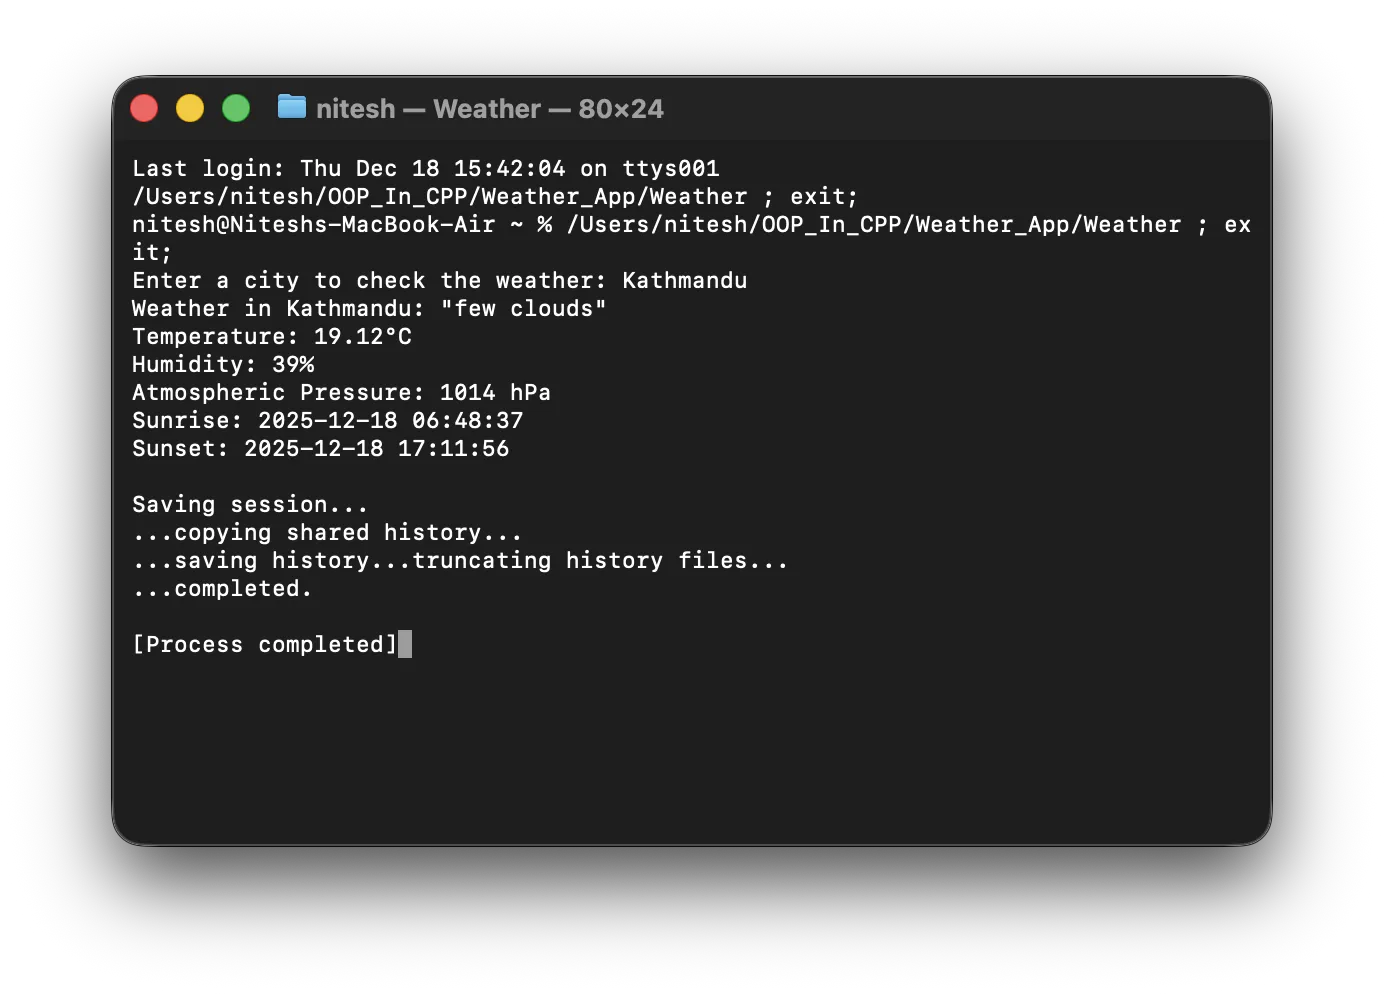 nitesh — Weather — 80×24
Last login: Thu Dec 18 15:42:04 on ttys001
/Users/nitesh/OOP_In_CPP/Weather_App/Weather ; exit;
nitesh@Niteshs-MacBook-Air ~ % /Users/nitesh/OOP_In_CPP/Weather_App/Weather ; ex
it;
Enter a city to check the weather: Kathmandu
Weather in Kathmandu: "few clouds"
Temperature: 19.12°C
Humidity: 39%
Atmospheric Pressure: 1014 hPa
Sunrise: 2025-12-18 06:48:37
Sunset: 2025-12-18 17:11:56
Saving session...
...copying shared history...
...saving history...truncating history files...
...completed.
[Process completed]